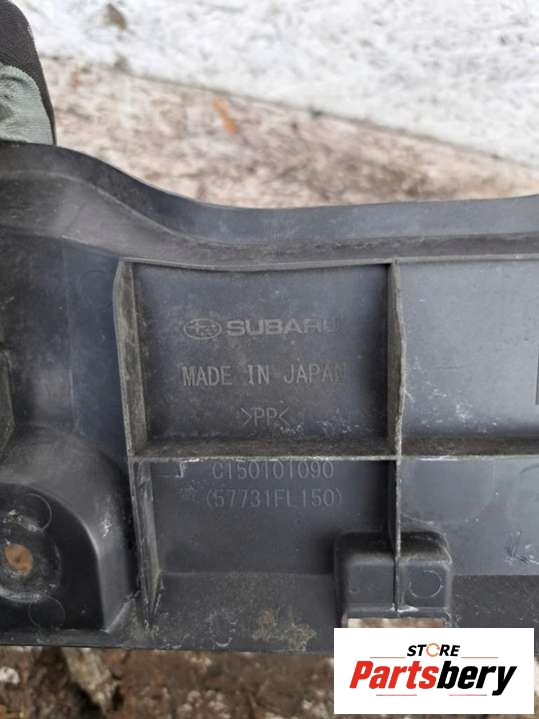 SUBARU
MADE IN JAPAN
>PP<
C150101090
(57731FL150)
STORE
Partsbery